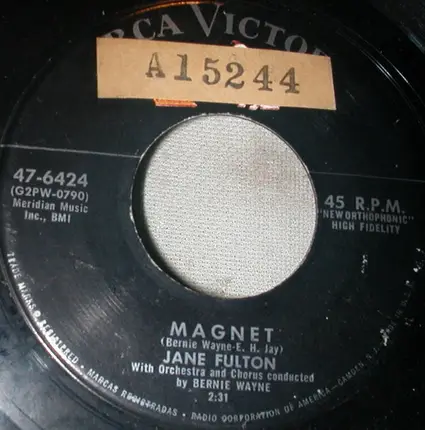 RCA VICTOR
A15244
47-6424
(G2PW-0790)
Meridian Music
Inc., BMI
45 R.P.M.
"NEW ORTHOPHONIC"
HIGH FIDELITY
MAGNET
(Bernie Wayne-E. H. Jay)
JANE FULTON
With Orchestra and Chorus conducted
by BERNIE WAYNE
2:31
TRADE MARKS ® REGISTERED • MARCAS REGISTRADAS • RADIO CORPORATION OF AMERICA—CAMDEN, N.J.